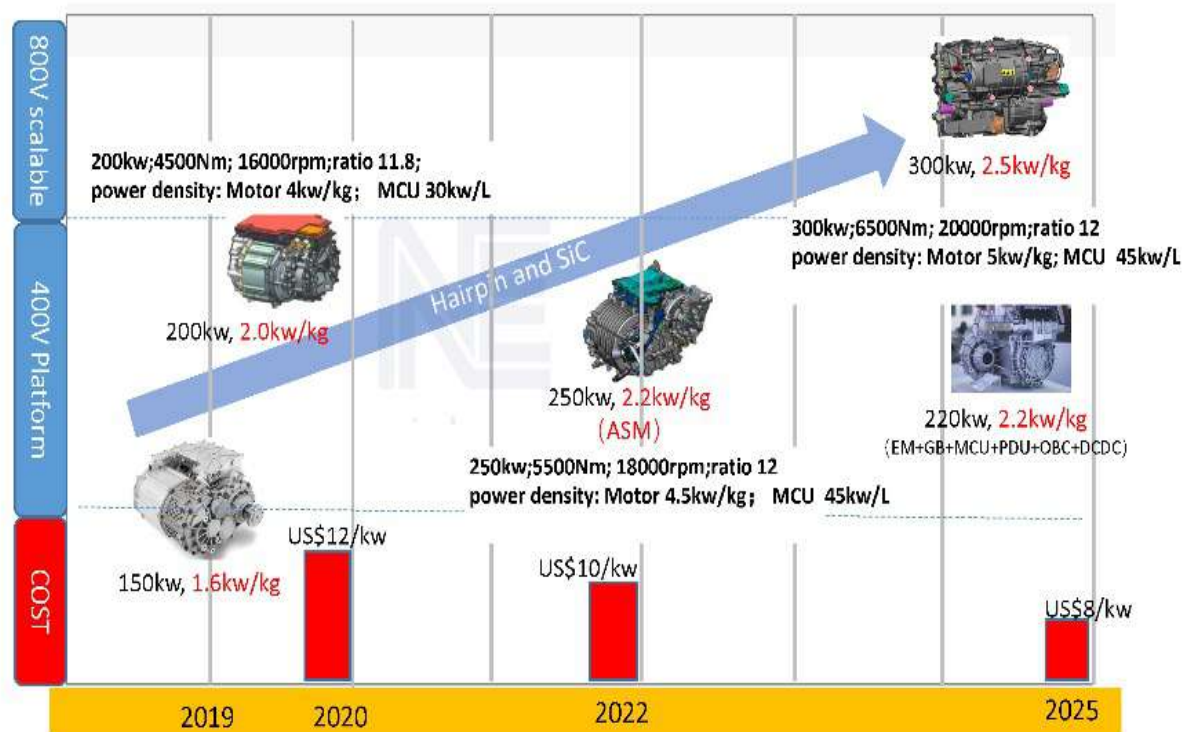 800V scalable
400V Platform
COST
200kw;4500Nm; 16000rpm;ratio 11.8;
power density: Motor 4kw/kg； MCU 30kw/L
200kw, 2.0kw/kg
150kw, 1.6kw/kg
Hairpin and SiC
250kw, 2.2kw/kg
(ASM)
250kw;5500Nm; 18000rpm;ratio 12
power density: Motor 4.5kw/kg； MCU 45kw/L
300kw, 2.5kw/kg
300kw;6500Nm; 20000rpm;ratio 12
power density: Motor 5kw/kg; MCU 45kw/L
220kw, 2.2kw/kg
(EM+GB+MCU+PDU+OBC+DCDC)
US$12/kw
US$10/kw
US$8/kw
2019
2020
2022
2025